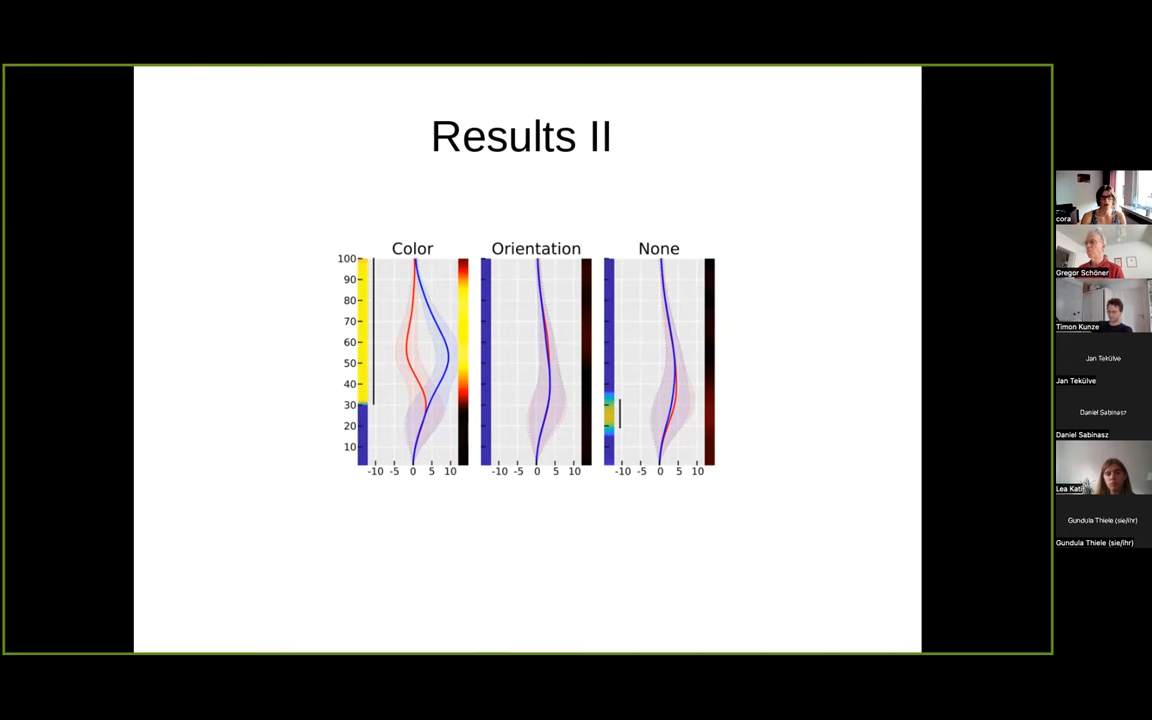 Results II
Color Orientation None
100
90
80
70
60
50
40
30
20
10
-10 -5 0 5 10 -10 -5 0 5 10 -10 -5 0 5 10
cora
Gregor Schöner
Timon Kunze
Jan Tekülve
Jan Tekülve
Daniel Sabinasz
Daniel Sabinasz
Lea Kati
Gundula Thiele (sie/ihr)
Gundula Thiele (sie/ihr)